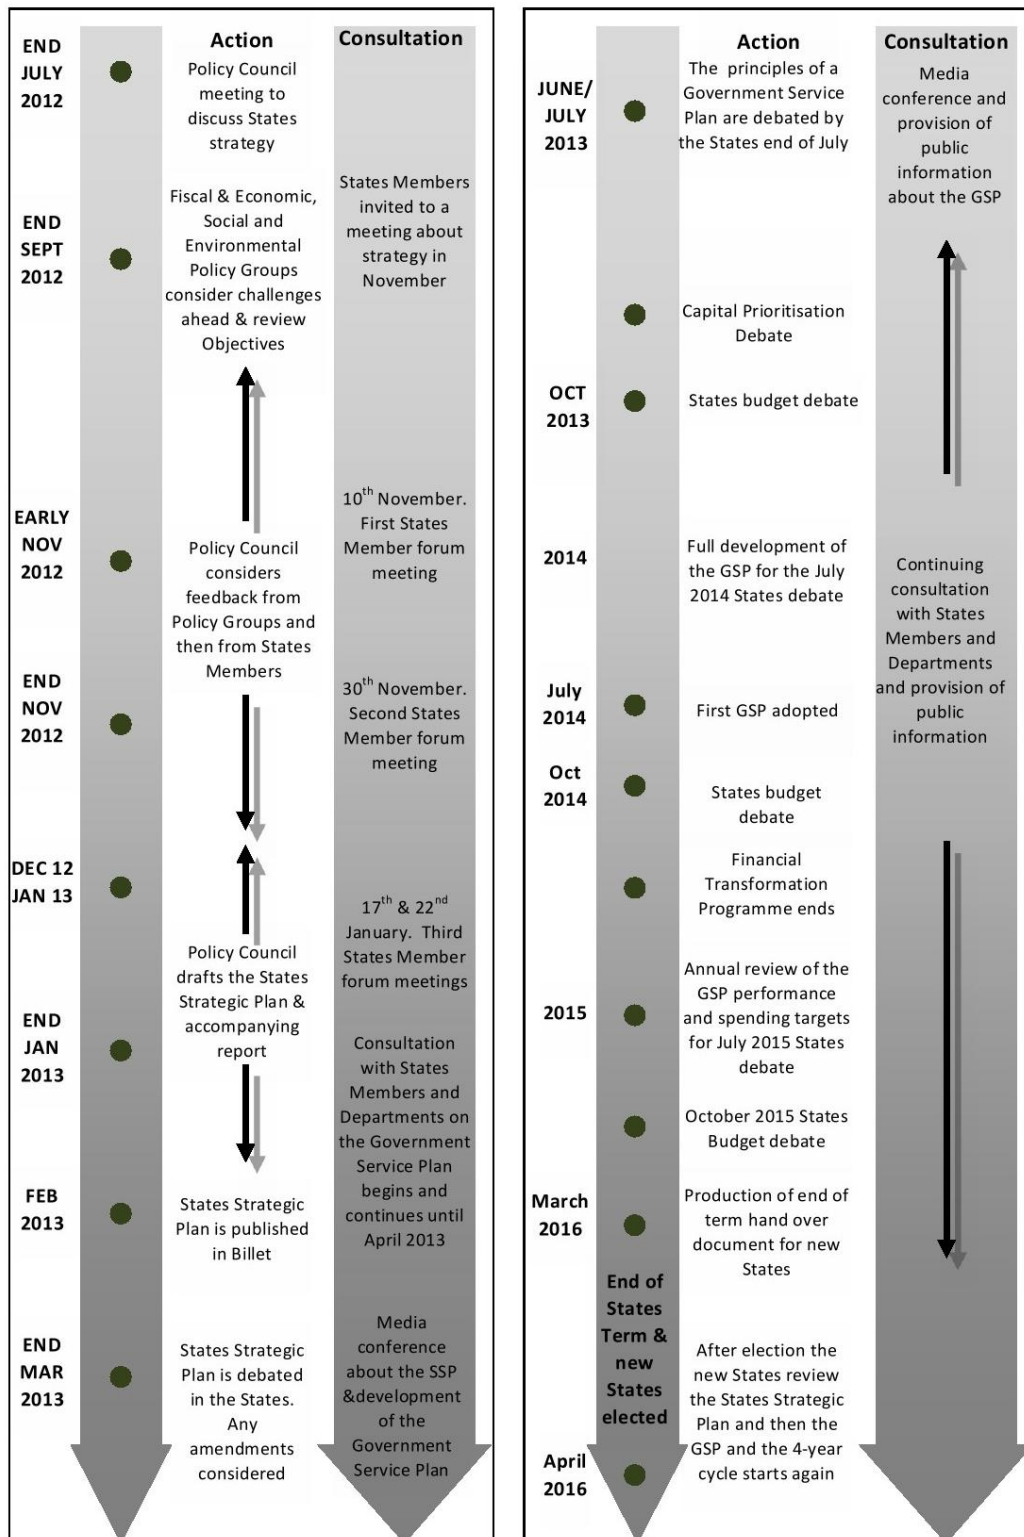 Action
Consultation
END
JULY
2012
Policy Council
meeting to
discuss States
strategy
END
SEPT
2012
Fiscal & Economic,
Social and
Environmental
Policy Groups
consider challenges
ahead & review
Objectives
States Members
invited to a
meeting about
strategy in
November
EARLY
NOV
2012
Policy Council
considers
feedback from
Policy Groups and
then from States
Members
10th November.
First States
Member forum
meeting
END
NOV
2012
30th November.
Second States
Member forum
meeting
DEC 12
JAN 13
17th & 22nd
January. Third
States Member
forum meetings
Policy Council
drafts the States
Strategic Plan &
accompanying
report
END
JAN
2013
Consultation
with States
Members and
Departments on
the Government
Service Plan
begins and
continues until
April 2013
FEB
2013
States Strategic
Plan is published
in Billet
END
MAR
2013
States Strategic
Plan is debated
in the States.
Any
amendments
considered
Media
conference
about the SSP
&development
of the
Government
Service Plan
Action
Consultation
JUNE/
JULY
2013
The principles of a
Government Service
Plan are debated by
the States end of July
Media
conference and
provision of
public
information
about the GSP
Capital Prioritisation
Debate
OCT
2013
States budget debate
2014
Full development of
the GSP for the July
2014 States debate
Continuing
consultation
with States
Members and
Departments
and provision of
public
information
July
2014
First GSP adopted
Oct
2014
States budget
debate
Financial
Transformation
Programme ends
2015
Annual review of the
GSP performance
and spending targets
for July 2015 States
debate
October 2015 States
Budget debate
March
2016
Production of end of
term hand over
document for new
States
End of
States
Term &
new
States
elected
After election the
new States review
the States Strategic
Plan and then the
GSP and the 4-year
cycle starts again
April
2016